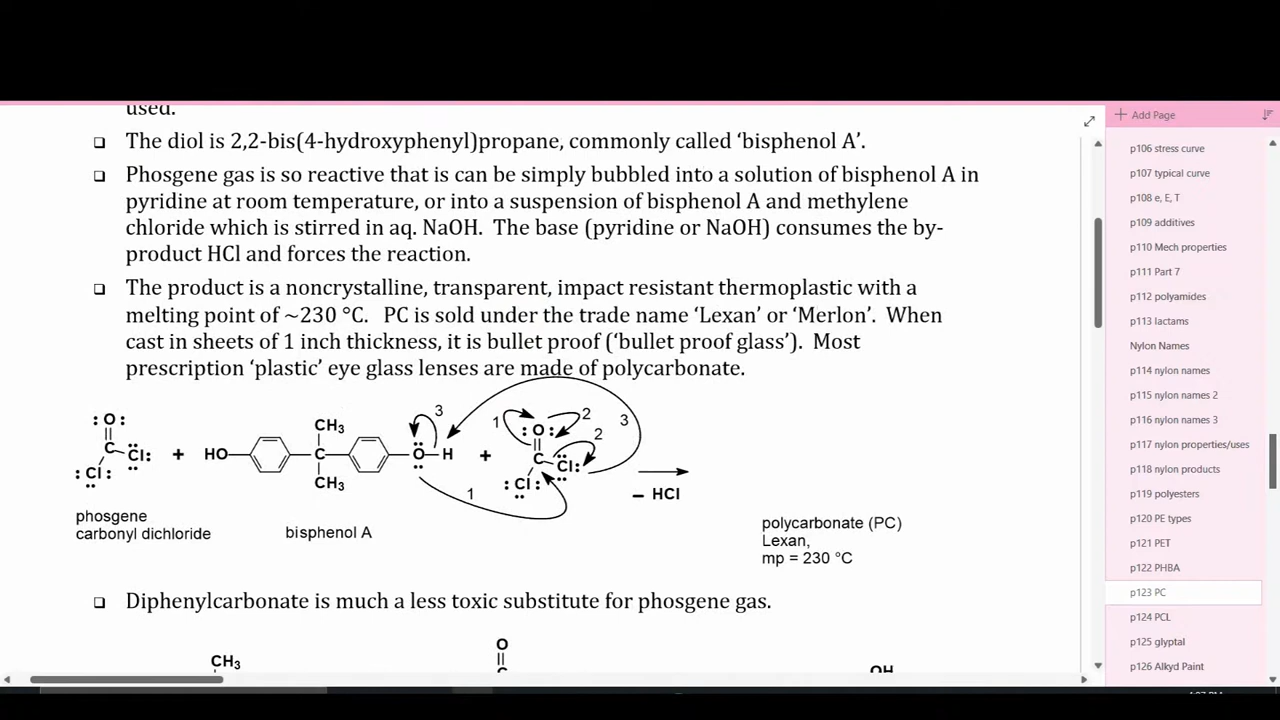 used.
❑ The diol is 2,2-bis(4-hydroxyphenyl)propane, commonly called ‘bisphenol A’.
❑ Phosgene gas is so reactive that is can be simply bubbled into a solution of bisphenol A in
pyridine at room temperature, or into a suspension of bisphenol A and methylene
chloride which is stirred in aq. NaOH. The base (pyridine or NaOH) consumes the by-
product HCl and forces the reaction.
❑ The product is a noncrystalline, transparent, impact resistant thermoplastic with a
melting point of ~230 °C. PC is sold under the trade name ‘Lexan’ or ‘Merlon’. When
cast in sheets of 1 inch thickness, it is bullet proof (‘bullet proof glass’). Most
prescription ‘plastic’ eye glass lenses are made of polycarbonate.
O
C
Cl
Cl
+
HO
CH3
CH3
O
H
3
1
+
1
O
2
2
3
C
Cl
Cl
– HCl
phosgene
carbonyl dichloride
bisphenol A
polycarbonate (PC)
Lexan,
mp = 230 °C
❑ Diphenylcarbonate is much a less toxic substitute for phosgene gas.
CH3
O
C
OH
+ Add Page
p106 stress curve
p107 typical curve
p108 e, E, T
p109 additives
p110 Mech properties
p111 Part 7
p112 polyamides
p113 lactams
Nylon Names
p114 nylon names
p115 nylon names 2
p116 nylon names 3
p117 nylon properties/uses
p118 nylon products
p119 polyesters
p120 PE types
p121 PET
p122 PHBA
p123 PC
p124 PCL
p125 glyptal
p126 Alkyd Paint